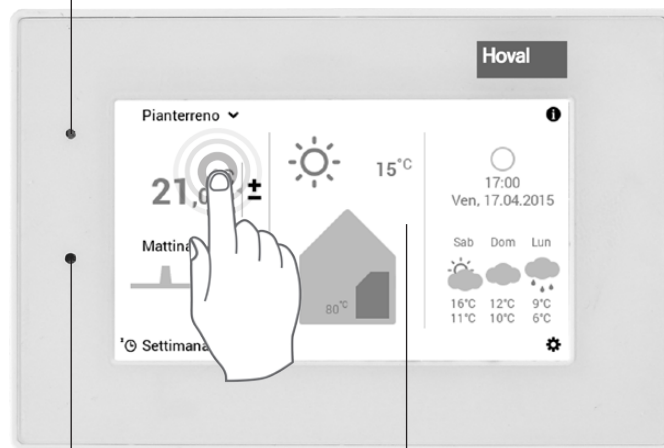 Hoval
Pianterreno
21,0
15°C
17:00
Ven, 17.04.2015
Mattina
Sab Dom Lun
16°C 12°C 9°C
11°C 10°C 6°C
80°C
1 Settimana